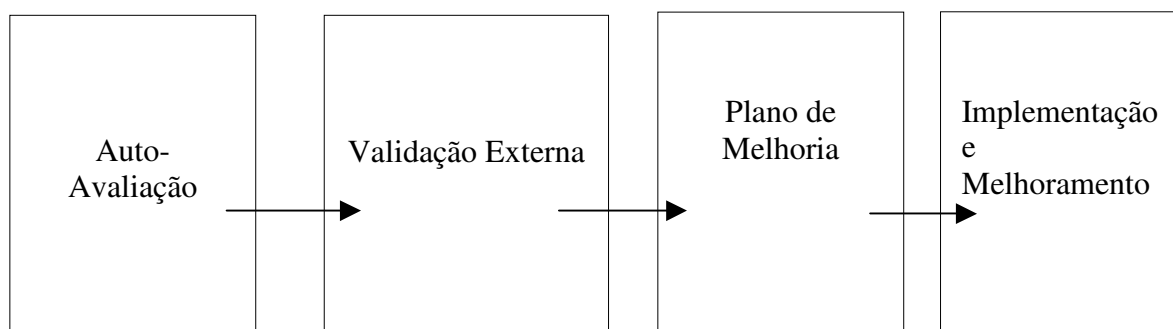 Auto-
Avaliação
Validação Externa
Plano de
Melhoria
Implementação
e
Melhoramento